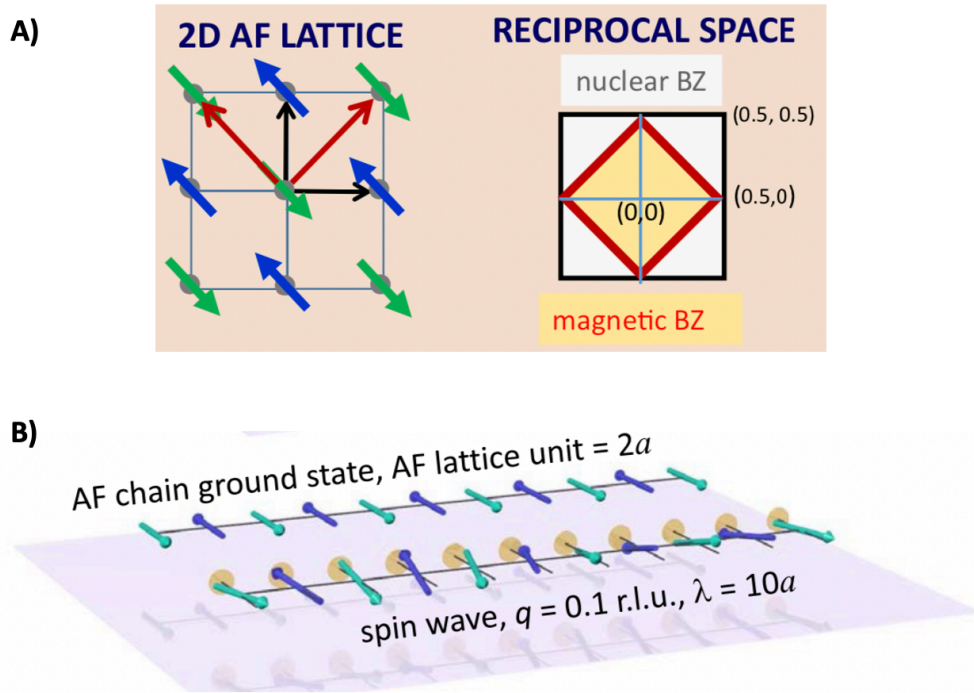 A)
2D AF LATTICE
RECIPROCAL SPACE
nuclear BZ
(0.5, 0.5)
(0.5,0)
(0,0)
magnetic BZ
B)
AF chain ground state, AF lattice unit = 2a
spin wave, q = 0.1 r.l.u., λ = 10a